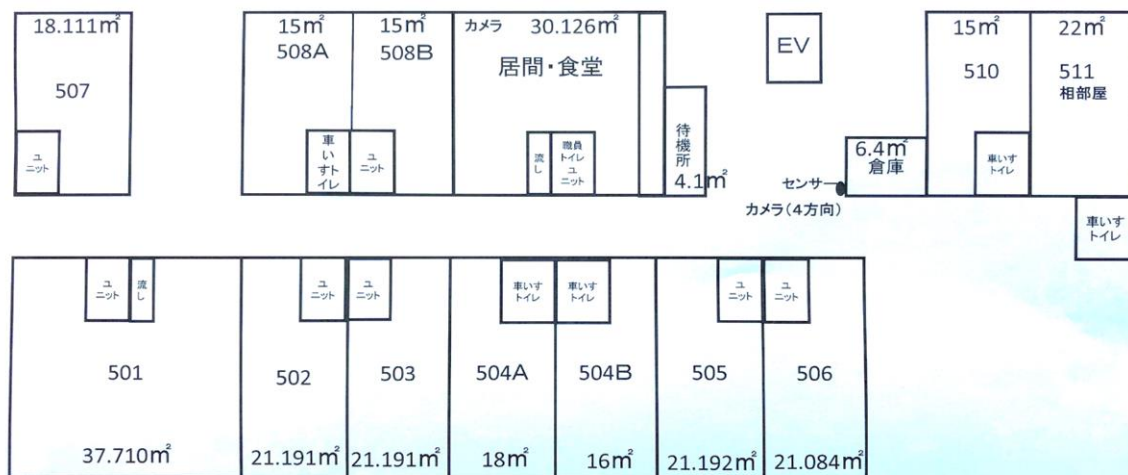 18.111㎡
507
ユ
ニット
15㎡
508A
15㎡
508B
車いすトイレ
ユ
ニット
カメラ
30.126㎡
居間・食堂
流し
職員
トイレ
ユ
ニット
待機所
4.1㎡
EV
センサー
カメラ(4方向)
6.4㎡
倉庫
15㎡
510
車いす
トイレ
22㎡
511
相部屋
車いす
トイレ
ユ
ニット
流し
501
37.710㎡
ユ
ニット
502
21.191㎡
ユ
ニット
503
21.191㎡
車いす
トイレ
504A
18㎡
車いす
トイレ
504B
16㎡
ユ
ニット
505
21.192㎡
ユ
ニット
506
21.084㎡